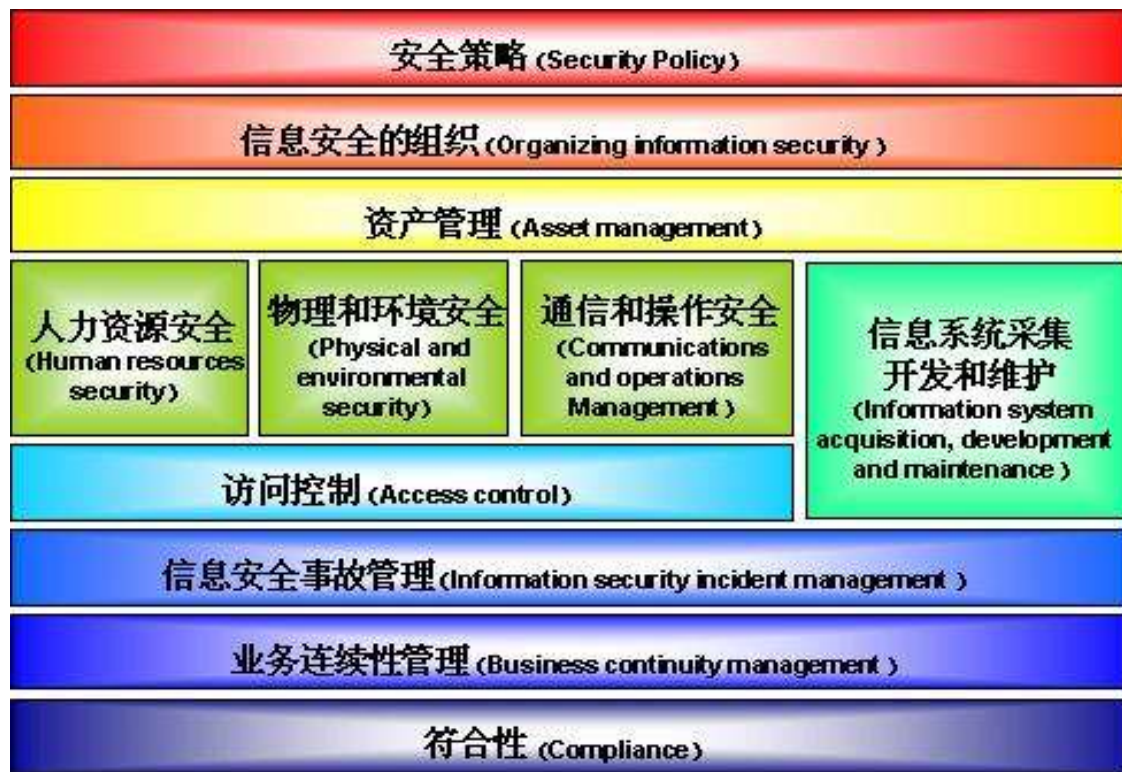 安全策略 (Security Policy)
信息安全的组织 (Organizing information security )
资产管理 (Asset management)
人力资源安全
(Human resources
security)
物理和环境安全
(Physical and
environmental
security)
通信和操作安全
(Communications
and operations
Management )
信息系统采集
开发和维护
(Information system
acquisition, development
and maintenance )
访问控制 (Access control)
信息安全事故管理(Information security incident management )
业务连续性管理 (Business continuity management )
符合性 (Compliance)